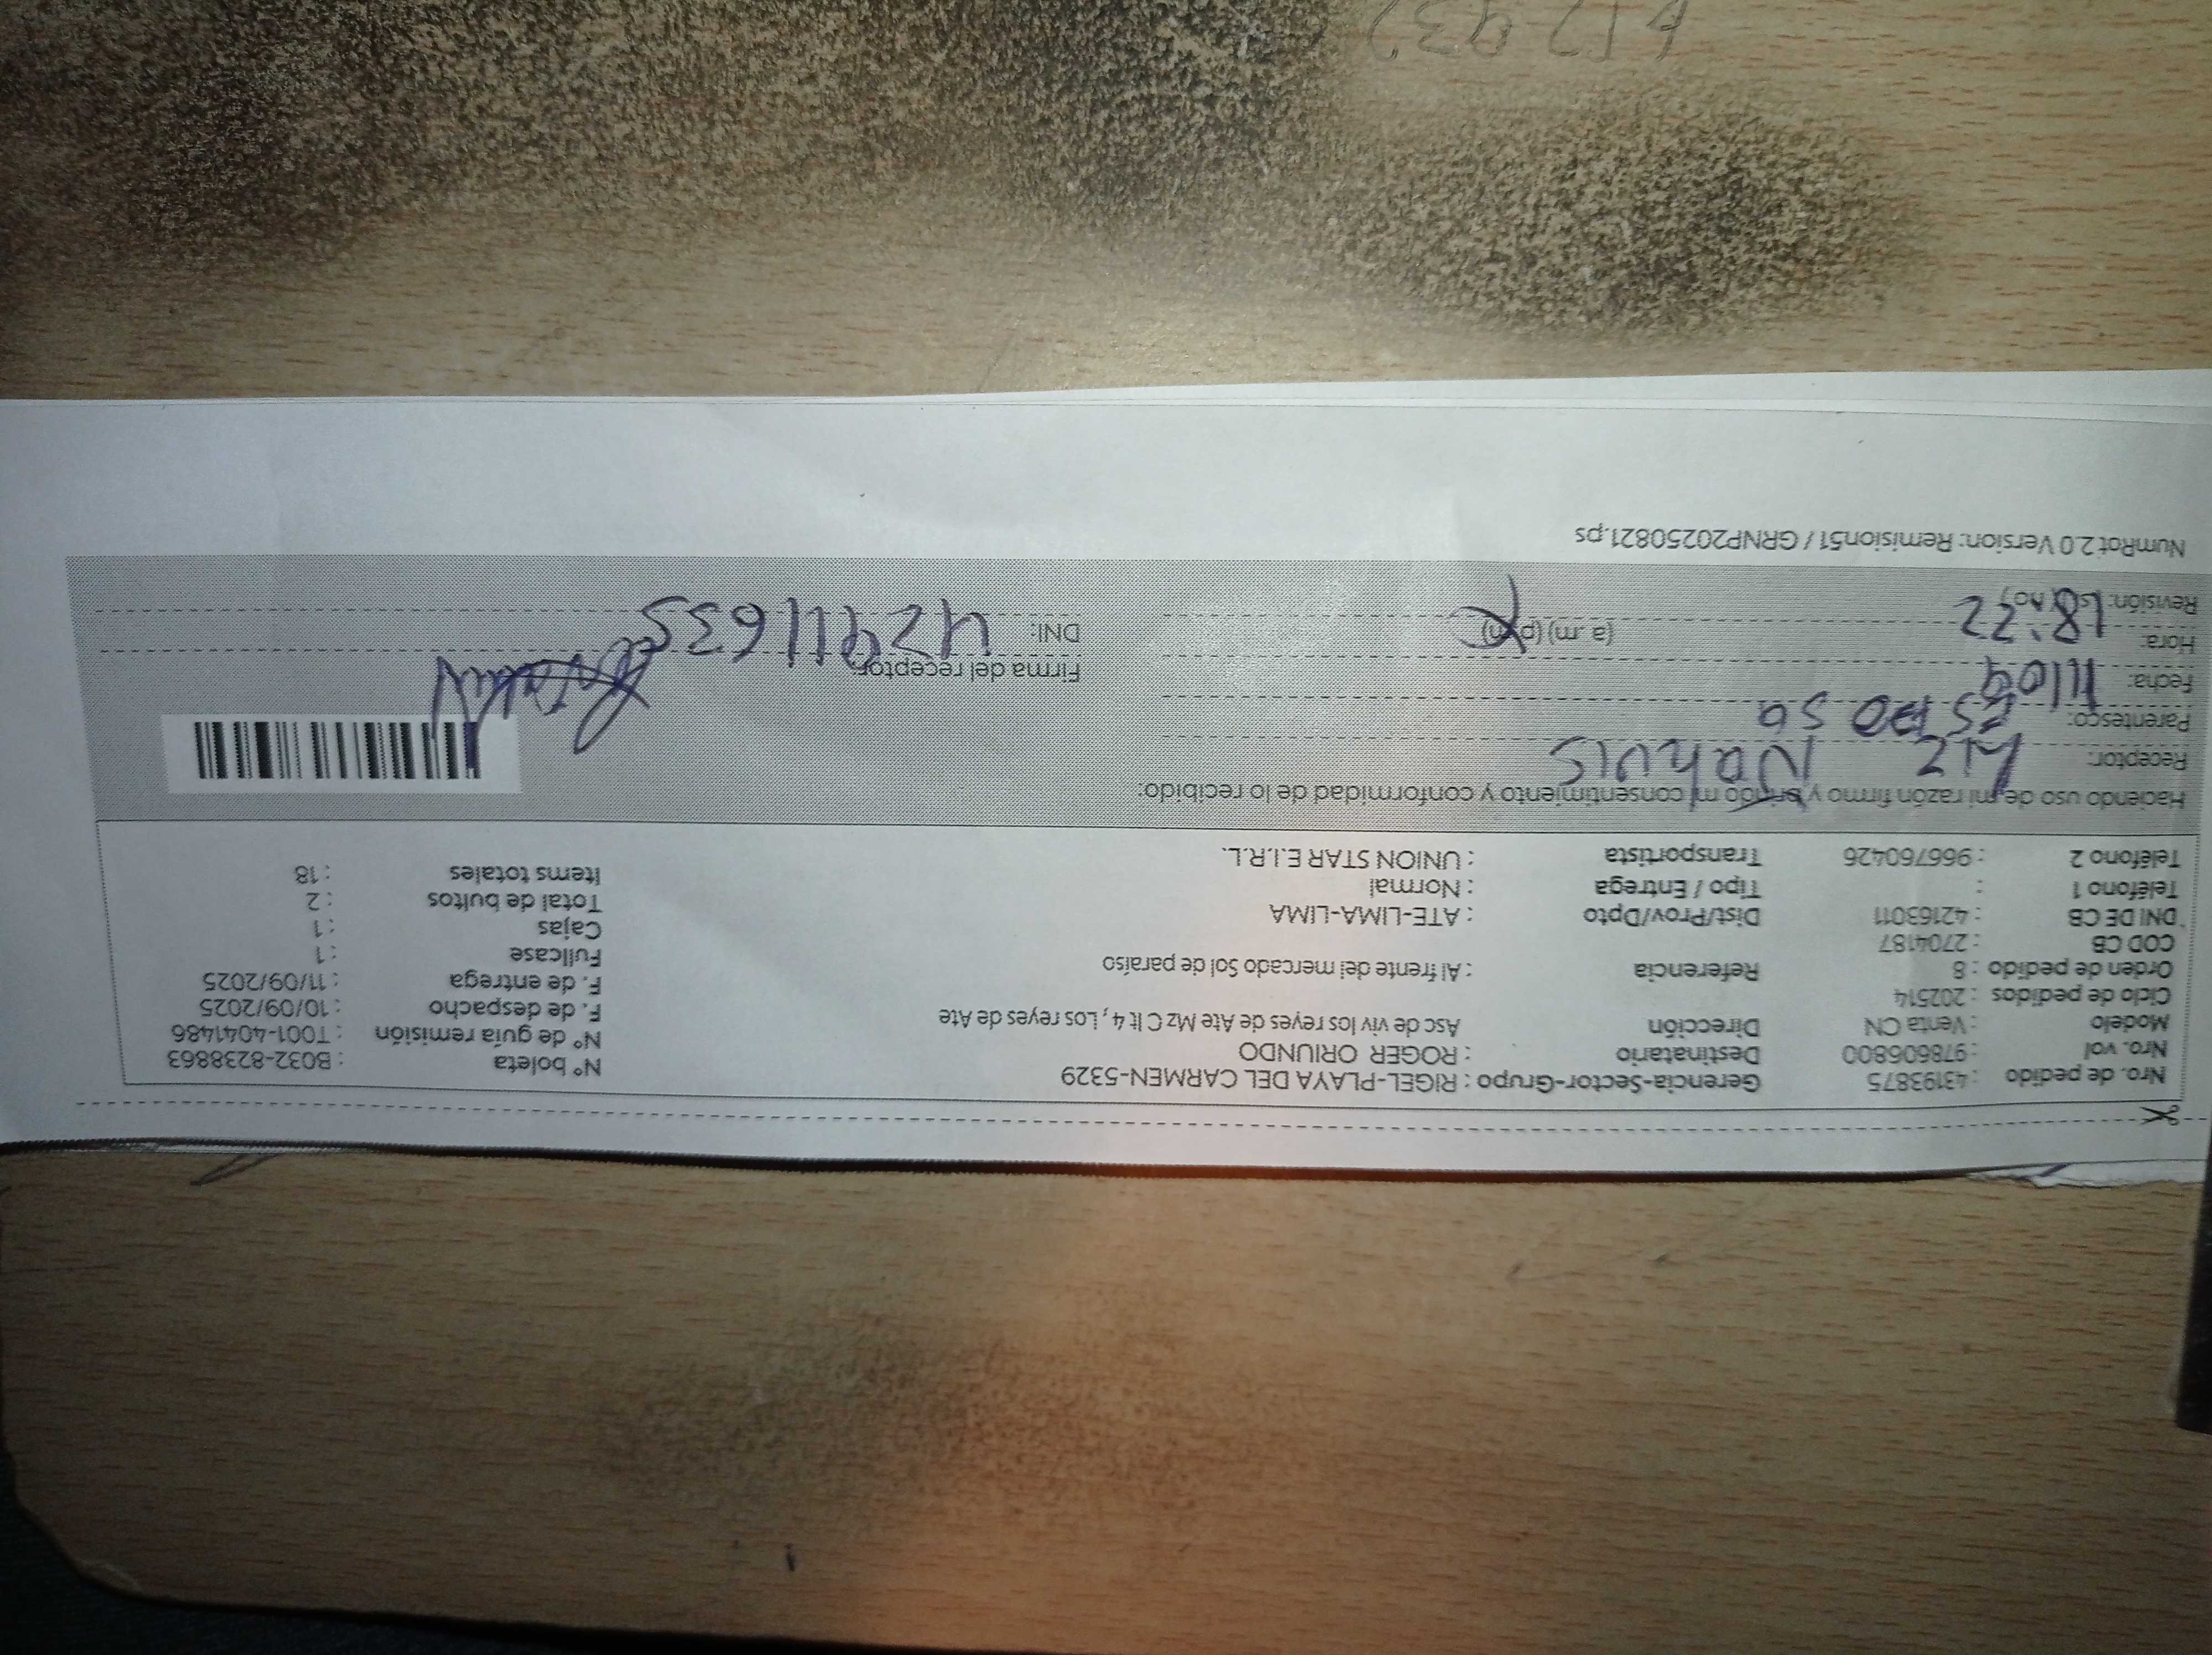 Nro. de pedido : 43193875 Gerencia-Sector-Grupo : RIGEL-PLAYA DEL CARMEN-5329 N° boleta : B032-8238863
Nro. vol : 978606800 Destinatario : ROGER ORIUNDO N° de guía remisión : T001-4041486
Modelo : Venta CN Dirección Asc de viv los reyes de Ate Mz C lt 4 , Los reyes de Ate F. de despacho : 10/09/2025
Ciclo de pedidos : 202514 F. de entrega : 11/09/2025
Orden de pedido : 8 Referencia : Al frente del mercado Sol de paraíso Fullcase : 1
COD CB : 2704187 Cajas : 1
DNI DE CB : 42163011 Dist/Prov/Dpto : ATE-LIMA-LIMA Total de bultos : 2
Teléfono 1 : Tipo / Entrega : Normal Items totales : 18
Teléfono 2 : 966760426 Transportista : UNION STAR E.I.R.L.
Haciendo uso de mi razón firmo y brindo mi consentimiento y conformidad de lo recibido:
Receptor: Liz Nahuis
Parentesco: Esposa
Fecha: 11/09 Firma del receptor:
Hora: 18:22 (a.m) (p.m) DNI: 42911635
Revisión:
NumRot 2.0 Version: Remision51 / GRNP20250821.ps